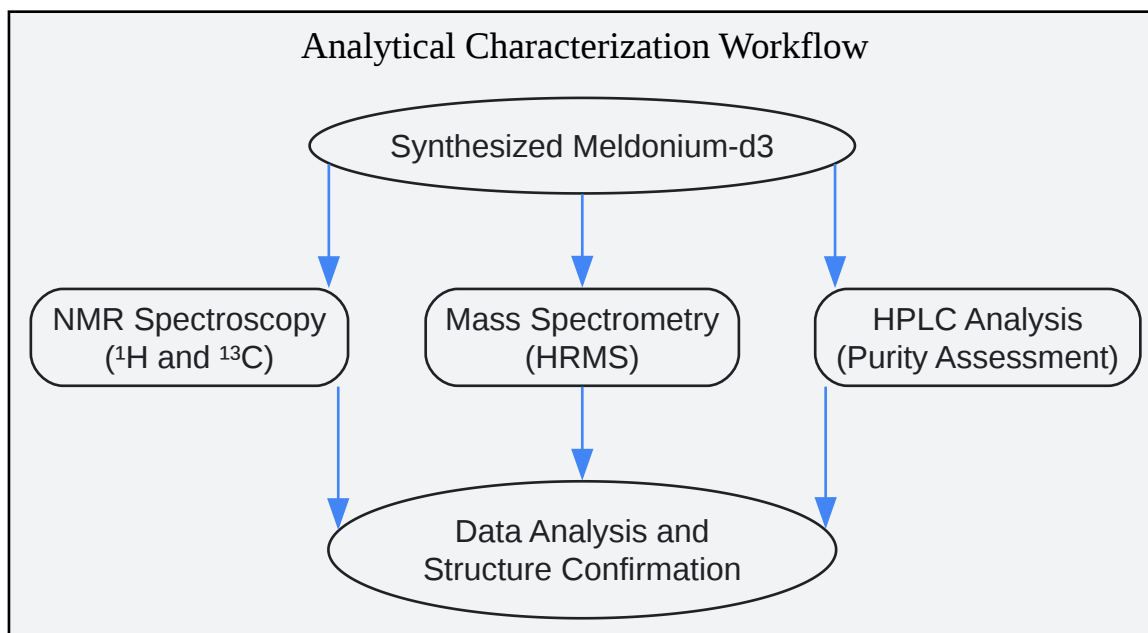 Analytical Characterization Workflow
Synthesized Meldonium-d3
NMR Spectroscopy
(¹H and ¹³C)
Mass Spectrometry
(HRMS)
HPLC Analysis
(Purity Assessment)
Data Analysis and
Structure Confirmation